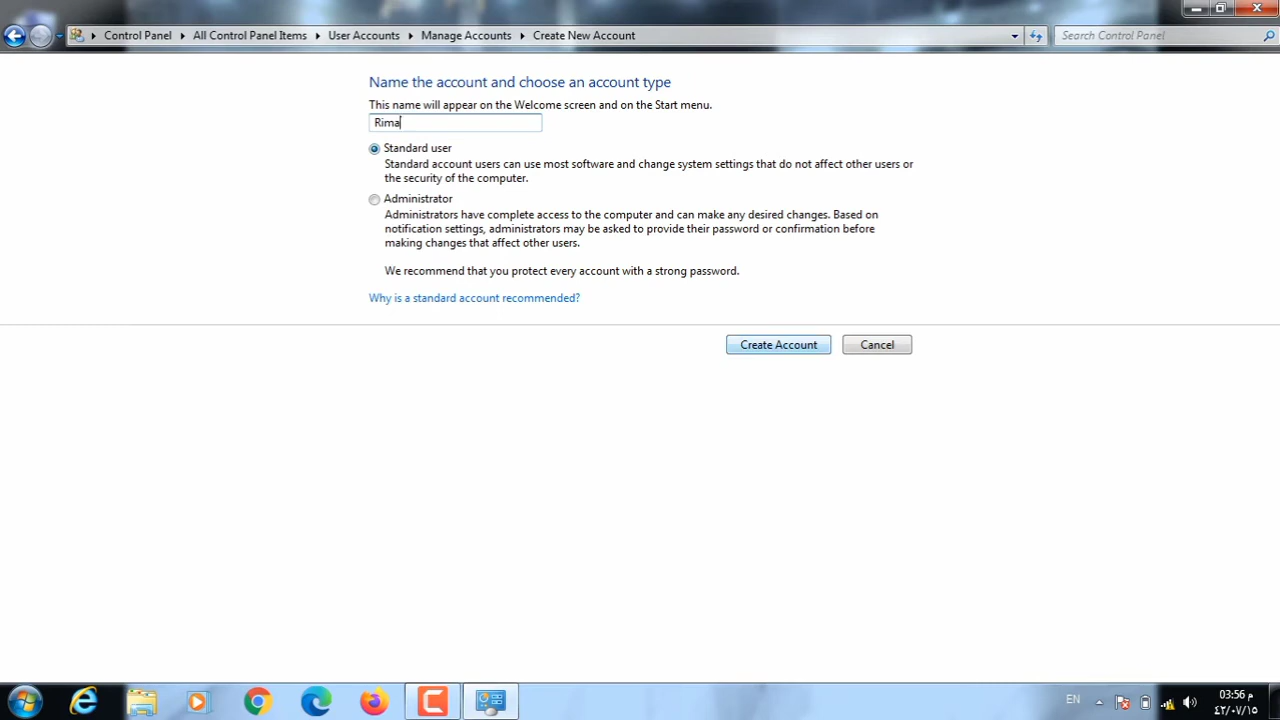 Control Panel ▸ All Control Panel Items ▸ User Accounts ▸ Manage Accounts ▸ Create New Account
Search Control Panel
Name the account and choose an account type
This name will appear on the Welcome screen and on the Start menu.
Rima
Standard user
Standard account users can use most software and change system settings that do not affect other users or
the security of the computer.
Administrator
Administrators have complete access to the computer and can make any desired changes. Based on
notification settings, administrators may be asked to provide their password or confirmation before
making changes that affect other users.
We recommend that you protect every account with a strong password.
Why is a standard account recommended?
Create Account Cancel
EN
03:56 م
٤٢/٠٧/١٥